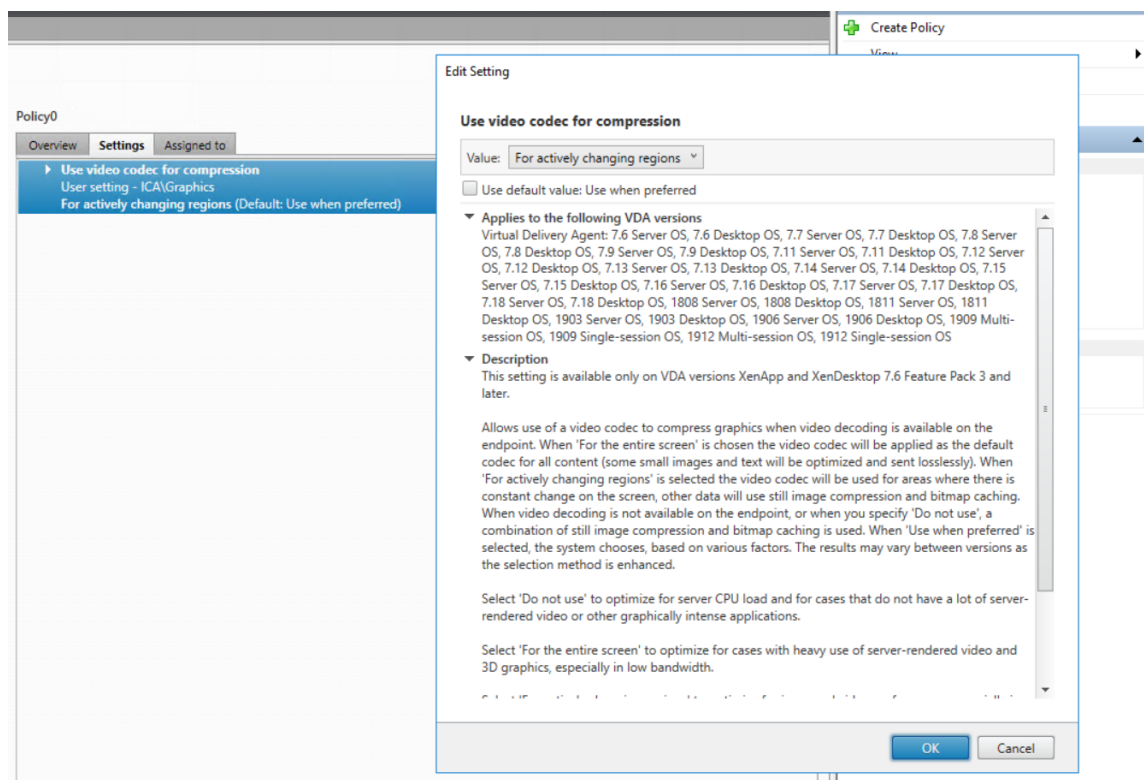 Create Policy
View
Edit Setting
Policy0
Overview Settings Assigned to
Use video codec for compression
User setting - ICA\Graphics
For actively changing regions (Default: Use when preferred)
Use video codec for compression
Value: For actively changing regions
Use default value: Use when preferred
Applies to the following VDA versions
Virtual Delivery Agent: 7.6 Server OS, 7.6 Desktop OS, 7.7 Server OS, 7.7 Desktop OS, 7.8 Server
OS, 7.8 Desktop OS, 7.9 Server OS, 7.9 Desktop OS, 7.11 Server OS, 7.11 Desktop OS, 7.12 Server
OS, 7.12 Desktop OS, 7.13 Server OS, 7.13 Desktop OS, 7.14 Server OS, 7.14 Desktop OS, 7.15
Server OS, 7.15 Desktop OS, 7.16 Server OS, 7.16 Desktop OS, 7.17 Server OS, 7.17 Desktop OS,
7.18 Server OS, 7.18 Desktop OS, 1808 Server OS, 1808 Desktop OS, 1811 Server OS, 1811
Desktop OS, 1903 Server OS, 1903 Desktop OS, 1906 Server OS, 1906 Desktop OS, 1909 Multi-
session OS, 1909 Single-session OS, 1912 Multi-session OS, 1912 Single-session OS
Description
This setting is available only on VDA versions XenApp and XenDesktop 7.6 Feature Pack 3 and
later.
Allows use of a video codec to compress graphics when video decoding is available on the
endpoint. When 'For the entire screen' is chosen the video codec will be applied as the default
codec for all content (some small images and text will be optimized and sent losslessly). When
'For actively changing regions' is selected the video codec will be used for areas where there is
constant change on the screen, other data will use still image compression and bitmap caching.
When video decoding is not available on the endpoint, or when you specify 'Do not use', a
combination of still image compression and bitmap caching is used. When 'Use when preferred' is
selected, the system chooses, based on various factors. The results may vary between versions as
the selection method is enhanced.
Select 'Do not use' to optimize for server CPU load and for cases that do not have a lot of server-
rendered video or other graphically intense applications.
Select 'For the entire screen' to optimize for cases with heavy use of server-rendered video and
3D graphics, especially in low bandwidth.
OK Cancel